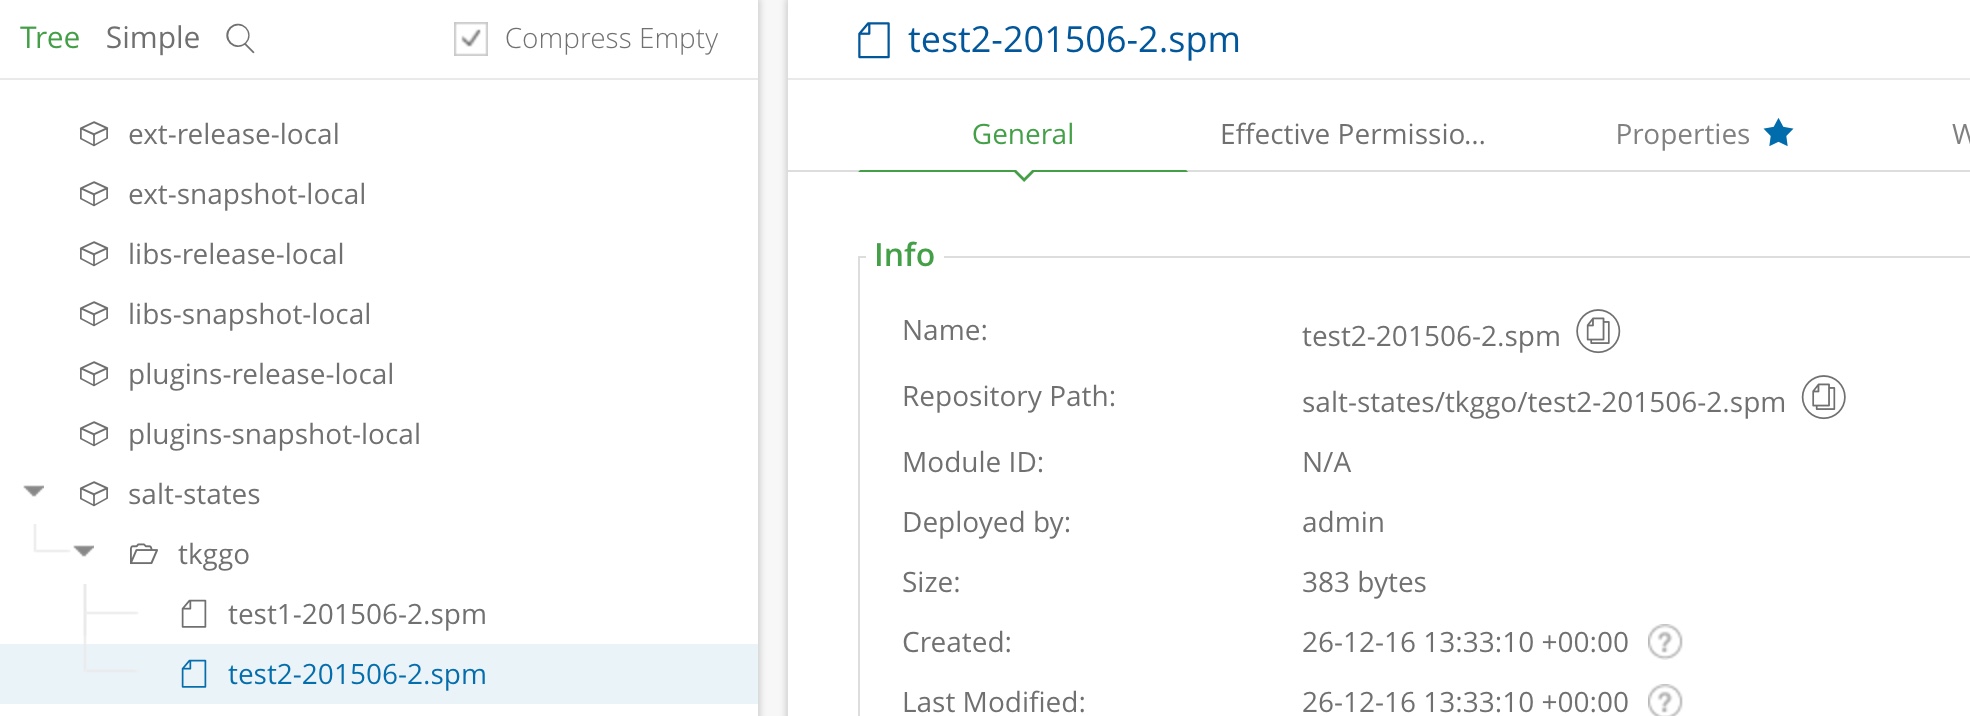 Tree Simple Compress Empty
ext-release-local
ext-snapshot-local
libs-release-local
libs-snapshot-local
plugins-release-local
plugins-snapshot-local
salt-states
tkggo
test1-201506-2.spm
test2-201506-2.spm
test2-201506-2.spm
General Effective Permissio... Properties
Info
Name: test2-201506-2.spm
Repository Path: salt-states/tkggo/test2-201506-2.spm
Module ID: N/A
Deployed by: admin
Size: 383 bytes
Created: 26-12-16 13:33:10 +00:00 ?
Last Modified: 26-12-16 13:33:10 +00:00 ?